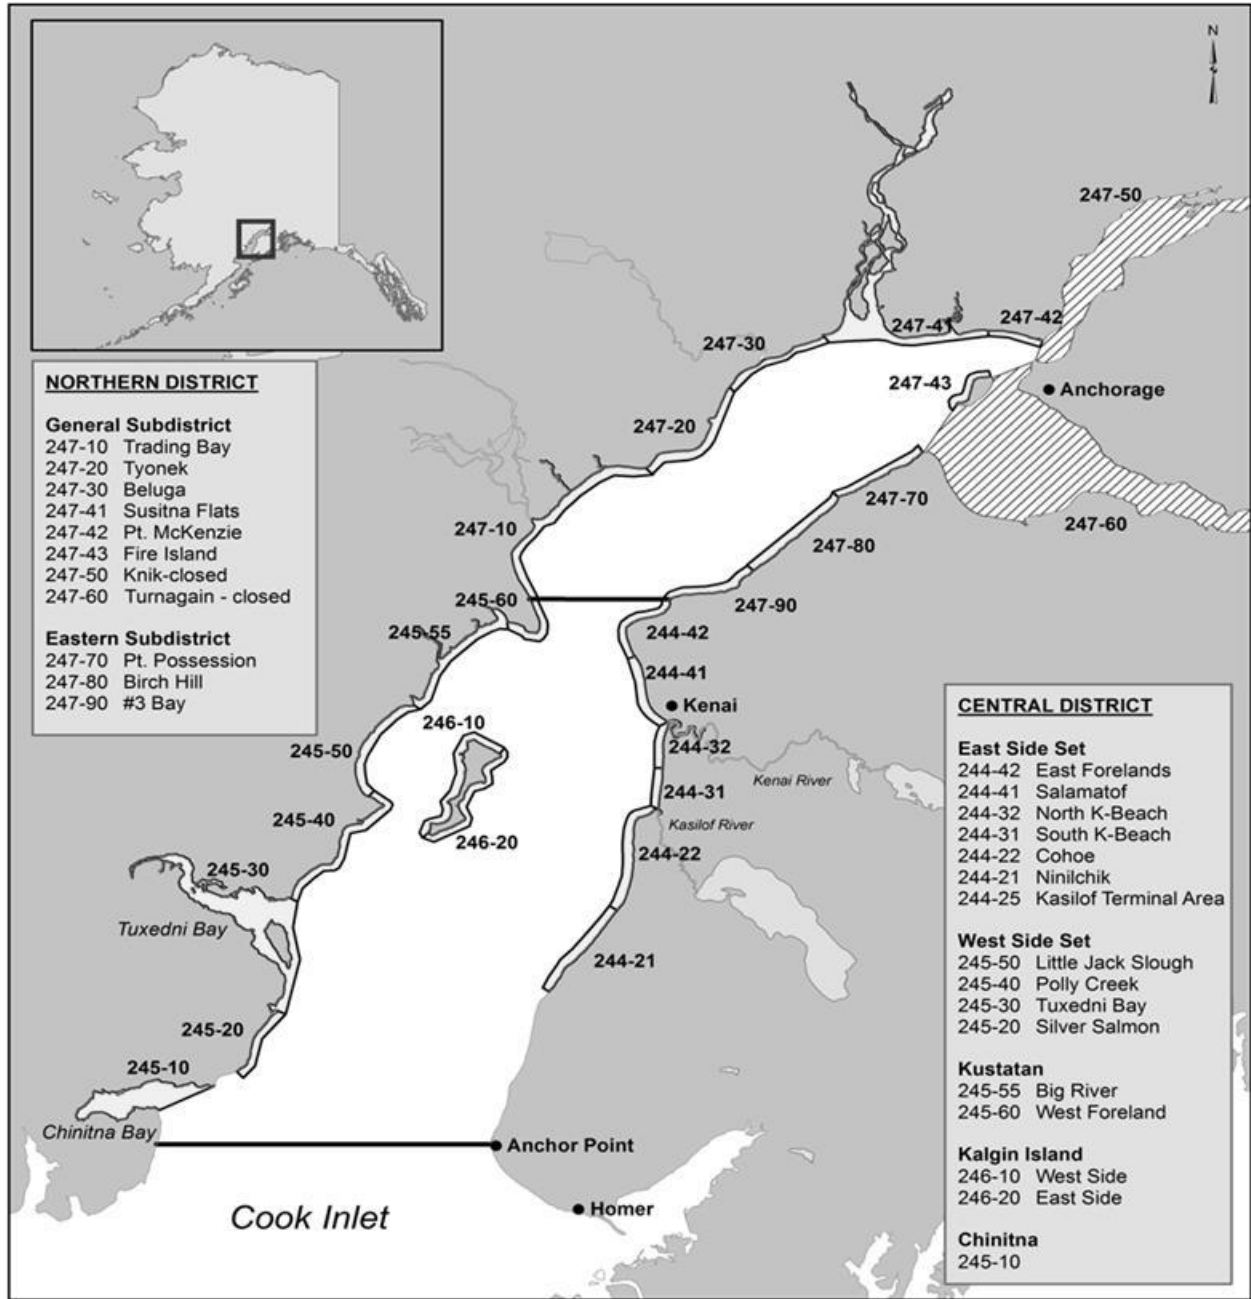 N
247-50
247-41
247-42
247-30
247-43
Anchorage
247-20
247-70
247-60
247-10
247-80
245-60
247-90
245-55
244-42
244-41
Kenai
246-10
245-50
244-32
Kenai River
244-31
245-40
Kasilof River
246-20
244-22
245-30
Tuxedni Bay
244-21
245-20
245-10
Chinitna Bay
Anchor Point
Homer
Cook Inlet
NORTHERN DISTRICT
General Subdistrict
247-10 Trading Bay
247-20 Tyonek
247-30 Beluga
247-41 Susitna Flats
247-42 Pt. McKenzie
247-43 Fire Island
247-50 Knik-closed
247-60 Turnagain - closed
Eastern Subdistrict
247-70 Pt. Possession
247-80 Birch Hill
247-90 #3 Bay
CENTRAL DISTRICT
East Side Set
244-42 East Forelands
244-41 Salamatof
244-32 North K-Beach
244-31 South K-Beach
244-22 Cohoe
244-21 Ninilchik
244-25 Kasilof Terminal Area
West Side Set
245-50 Little Jack Slough
245-40 Polly Creek
245-30 Tuxedni Bay
245-20 Silver Salmon
Kustatan
245-55 Big River
245-60 West Foreland
Kalgin Island
246-10 West Side
246-20 East Side
Chinitna
245-10